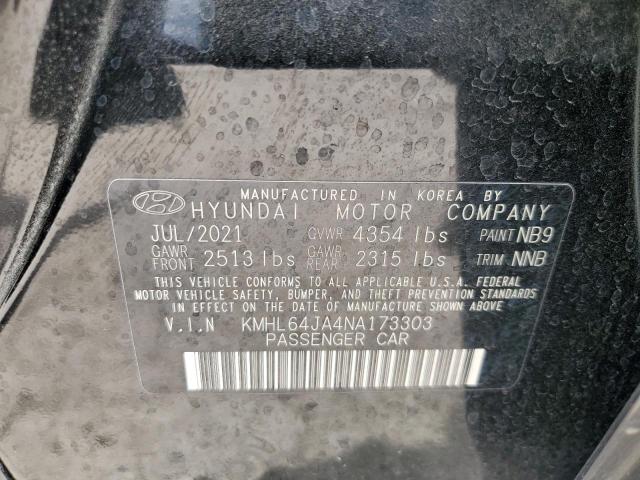 MANUFACTURED IN KOREA BY
HYUNDAI MOTOR COMPANY
JUL/2021 GVWR 4354 lbs PAINT NB9
GAWR FRONT 2513 lbs GAWR REAR 2315 lbs TRIM NNB
THIS VEHICLE CONFORMS TO ALL APPLICABLE U.S.A. FEDERAL
MOTOR VEHICLE SAFETY, BUMPER, AND THEFT PREVENTION STANDARDS
IN EFFECT ON THE DATE OF MANUFACTURE SHOWN ABOVE.
V.I.N KMHL64JA4NA173303
PASSENGER CAR